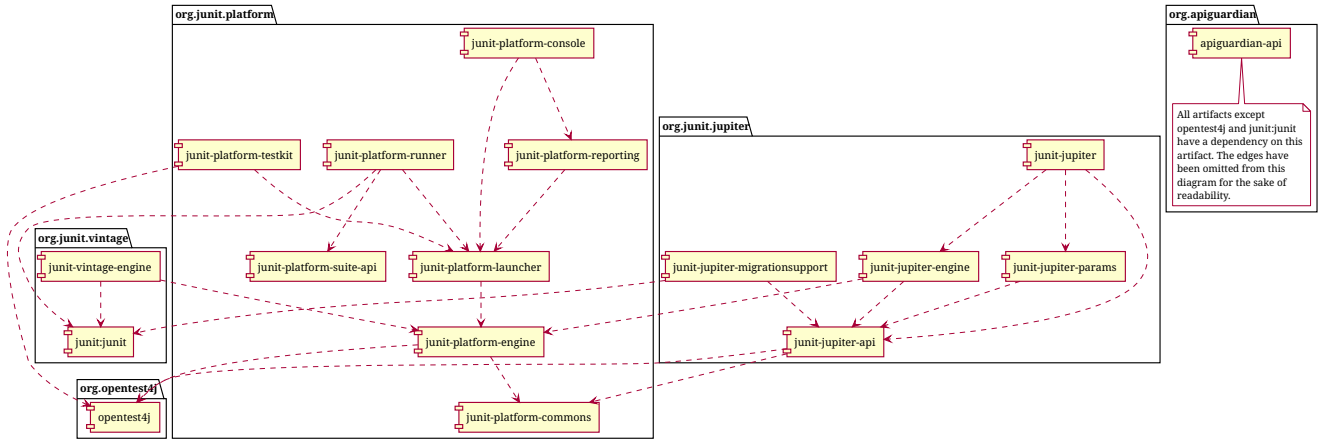 org.junit.platform
org.apiguardian
junit-platform-console
apiguardian-api
All artifacts except
opentest4j and junit:junit
have a dependency on this
artifact. The edges have
been omitted from this
diagram for the sake of
readability.
org.junit.jupiter
junit-platform-testkit
junit-platform-runner
junit-platform-reporting
junit-jupiter
org.junit.vintage
junit-vintage-engine
junit-platform-suite-api
junit-platform-launcher
junit-jupiter-migrationsupport
junit-jupiter-engine
junit-jupiter-params
junit:junit
junit-platform-engine
junit-jupiter-api
org.opentest4j
opentest4j
junit-platform-commons